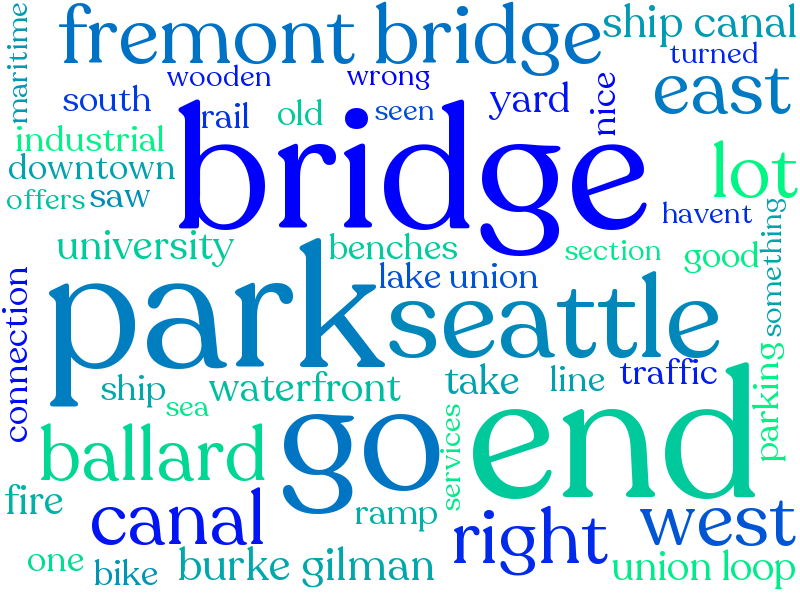 maritime
fremont bridge
ship canal
turned
wooden
wrong
east
south
rail
old
seen
yard
nice
industrial
bridge
lot
downtown
offers
saw
havent
something
university
benches
section
good
connection
park
lake union
seattle
ship
sea
waterfront
take
line
traffic
parking
ballard
go
services
end
fire
canal
ramp
right
west
one
bike
burke gilman
union loop